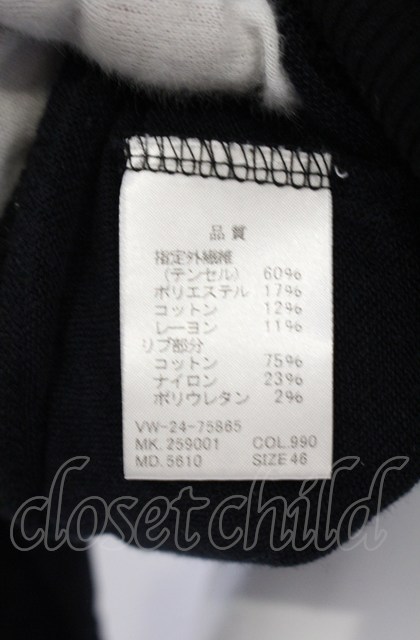 品質
指定外繊維
(テンセル) 60%
ポリエステル 17%
コットン 12%
レーヨン 11%
リブ部分
コットン 75%
ナイロン 23%
ポリウレタン 2%
VW-24-75865
MK. 259001 COL. 990
MD. 5610 SIZE 46
closetchild